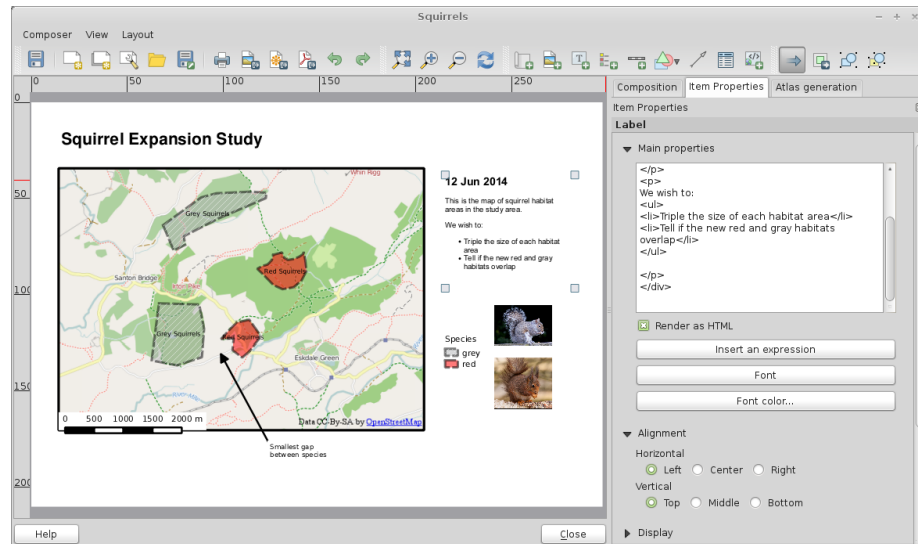 Squirrels
Composer View Layout
0 50 100 150 200 250
0
50
100
150
200
Squirrel Expansion Study
Whin Rigg
Grey Squirrels
Red Squirrels
Santon Bridge
Grey Squirrels
Red Squirrels
Eskdale Green
0 500 1000 1500 2000 m
Data CC-By-SA by OpenStreetMap
Smallest gap
between species
12 Jun 2014
This is the map of squirrel habitat
areas in the study area.
We wish to:
• Triple the size of each habitat
area
• Tell if the new red and gray
habitats overlap
Species
grey
red
Help
Close
Composition Item Properties Atlas generation
Item Properties
Label
Main properties
</p>
<p>
We wish to:
<ul>
<li>Triple the size of each habitat area</li>
<li>Tell if the new red and gray habitats
overlap</li>
</ul>
</p>
</div>
Render as HTML
Insert an expression
Font
Font color...
Alignment
Horizontal
Left Center Right
Vertical
Top Middle Bottom
Display